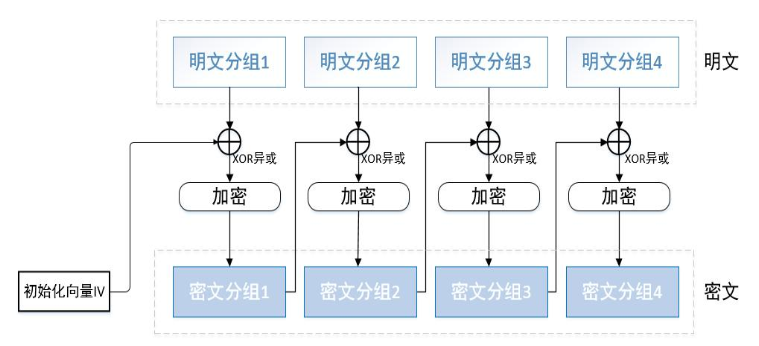 明文分组1 明文分组2 明文分组3 明文分组4 明文
XOR异或 XOR异或 XOR异或 XOR异或
加密 加密 加密 加密
初始化向量IV 密文分组1 密文分组2 密文分组3 密文分组4 密文